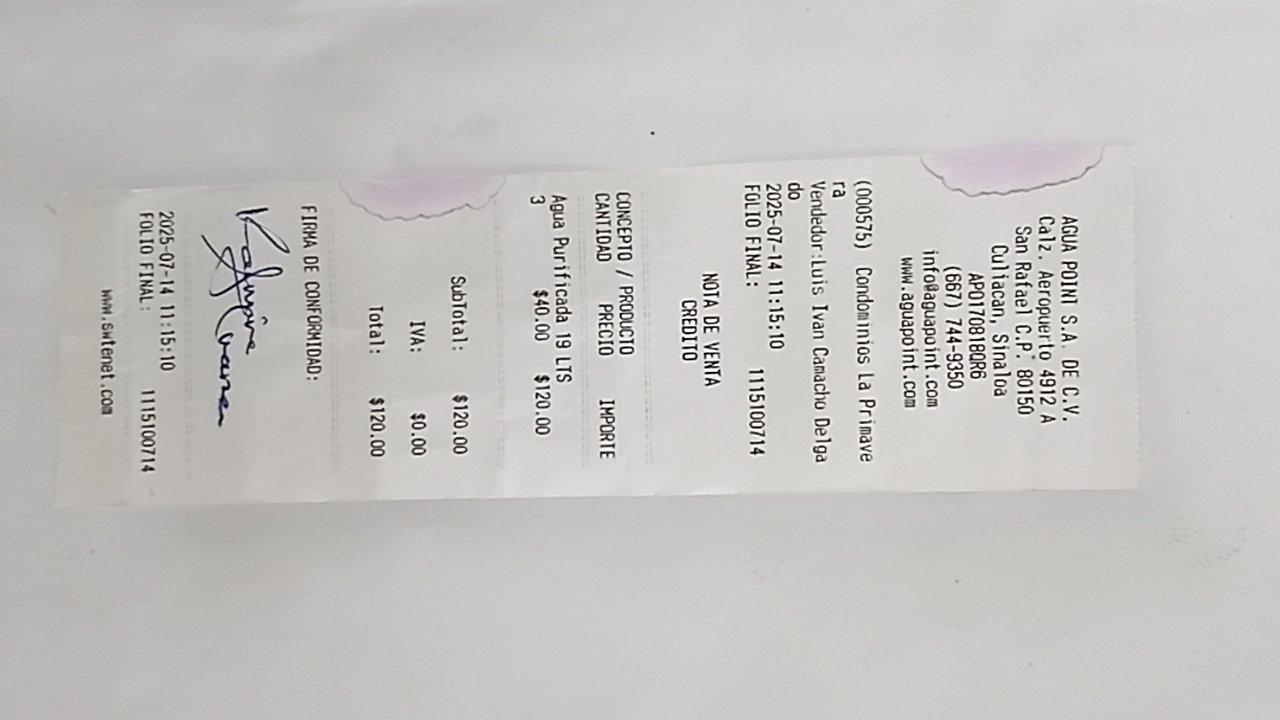 AGUA POINT S.A. DE C.V.
Calz. Aeropuerto 4912 A
San Rafael C.P. 80150
Culiacan, Sinaloa
APO170818QR6
(667) 744-9350
info@aguapoint.com
www.aguapoint.com
(000575) Condominios La Primave
ra
Vendedor:Luis Ivan Camacho Delga
do
2025-07-14 11:15:10
FOLIO FINAL: 1115100714
NOTA DE VENTA
CREDITO
CONCEPTO / PRODUCTO
CANTIDAD PRECIO IMPORTE
Agua Purificada 19 LTS
3 $40.00 $120.00
SubTotal: $120.00
IVA: $0.00
Total: $120.00
FIRMA DE CONFORMIDAD:
2025-07-14 11:15:10
FOLIO FINAL: 1115100714
www.swtenet.com